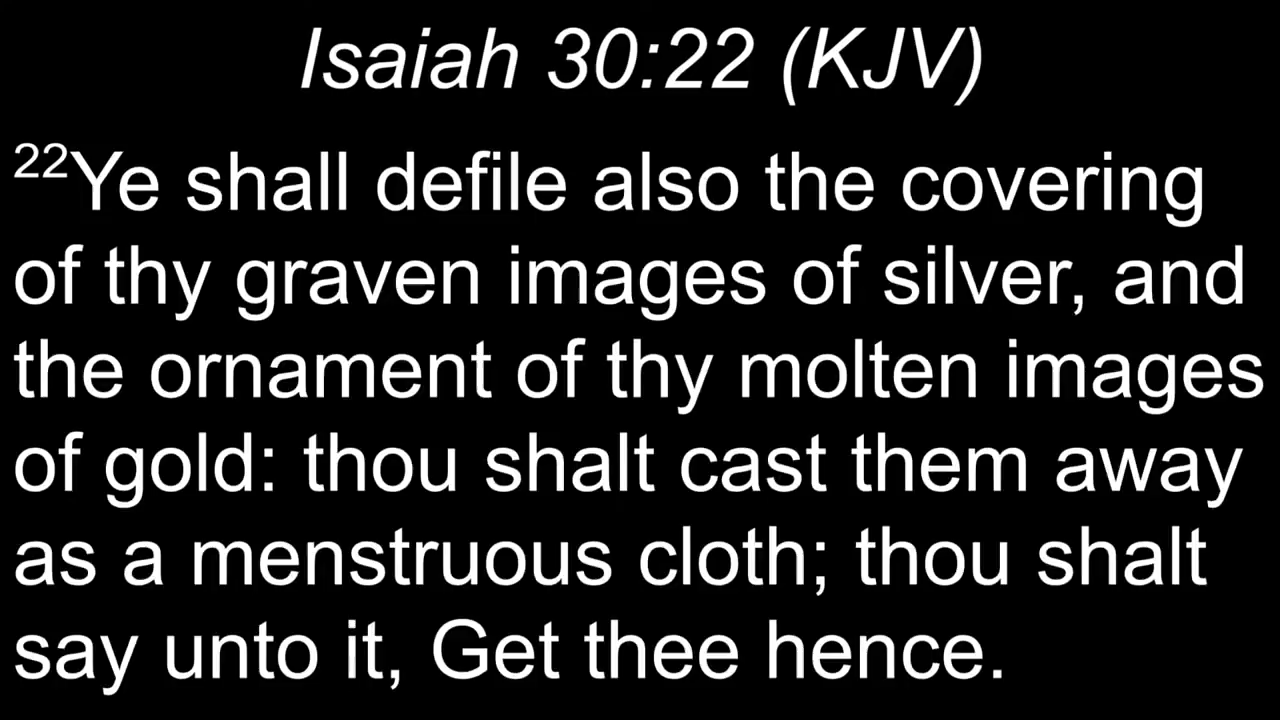 Isaiah 30:22 (KJV)
22Ye shall defile also the covering
of thy graven images of silver, and
the ornament of thy molten images
of gold: thou shalt cast them away
as a menstruous cloth; thou shalt
say unto it, Get thee hence.